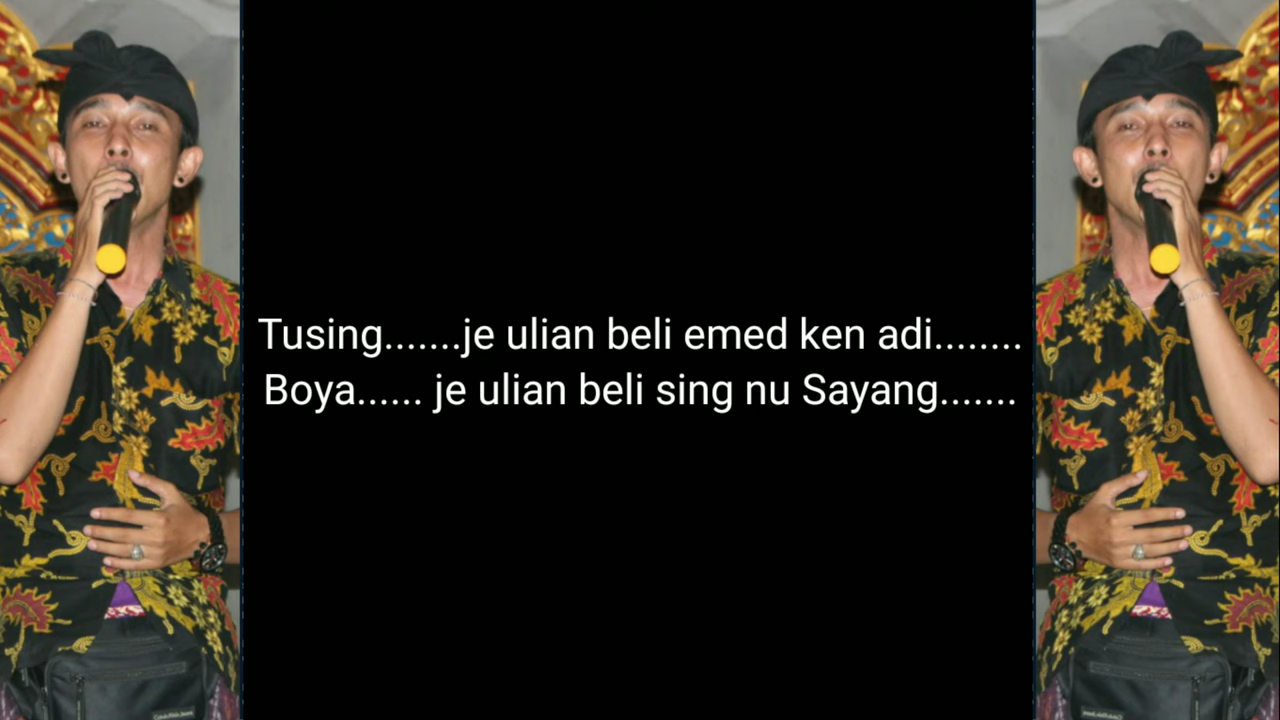 Tusing.......je ulian beli emed ken adi........
Boya...... je ulian beli sing nu Sayang.......